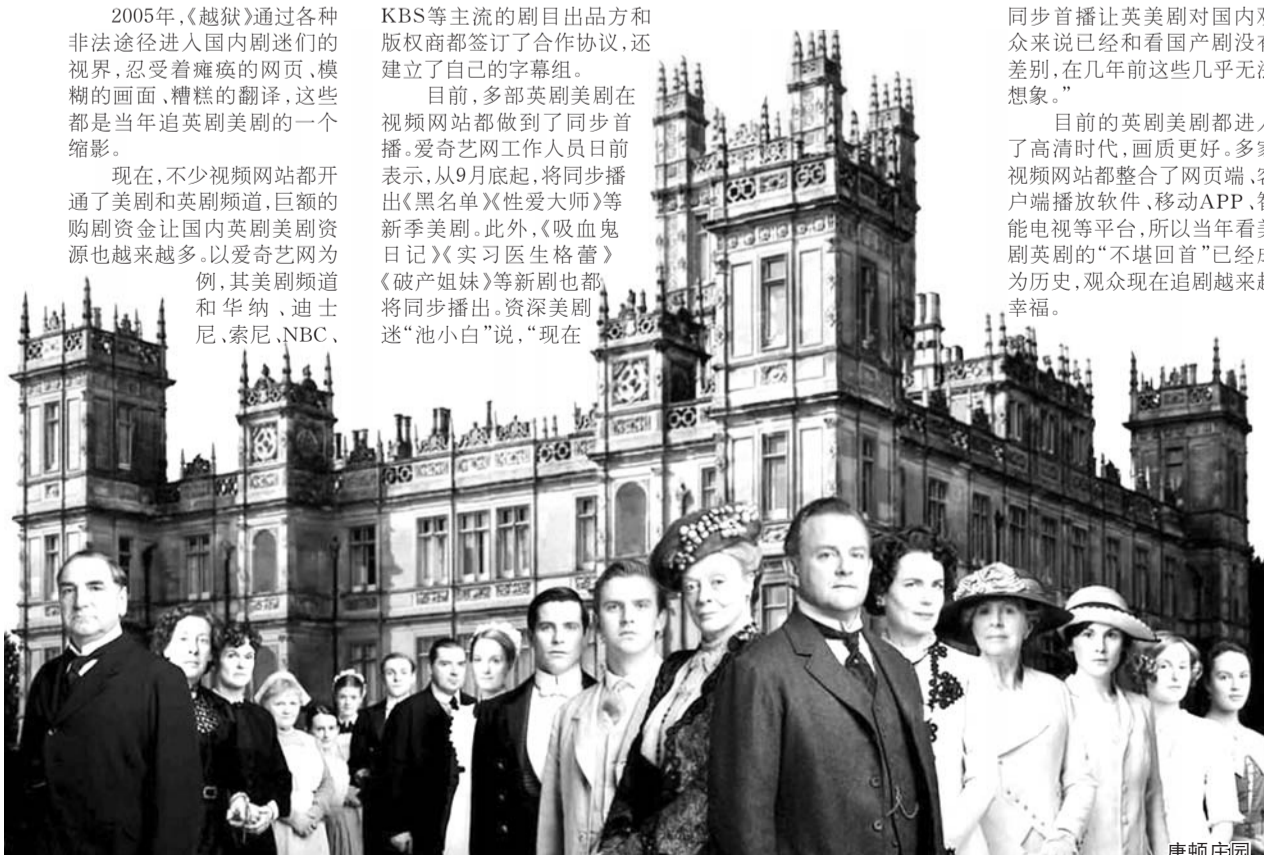 2005年,《越狱》通过各种
非法途径进入国内剧迷们的
视界,忍受着瘫痪的网页、模
糊的画面、糟糕的翻译,这些
都是当年追英剧美剧的一个
缩影。
现在,不少视频网站都开
通了美剧和英剧频道,巨额的
购剧资金让国内英剧美剧资
源也越来越多。以爱奇艺网为
例,其美剧频道
和华纳、迪士
尼、索尼、NBC、
KBS等主流的剧目出品方和
版权商都签订了合作协议,还
建立了自己的字幕组。
目前,多部英剧美剧在
视频网站都做到了同步首
播。爱奇艺网工作人员日前
表示,从9月底起,将同步播
出《黑名单》《性爱大师》等
新季美剧。此外,《吸血鬼
日记》《实习医生格蕾》
《破产姐妹》等新剧也都
将同步播出。资深美剧
迷“池小白”说,“现在
同步首播让英美剧对国内
众来说已经和看国产剧没有
差别,在几年前这些几乎无法
想象。”
目前的英剧美剧都进入
了高清时代,画质更好。多家
视频网站都整合了网页端、客
户端播放软件、移动APP、智
能电视等平台,所以当年看美
剧英剧的“不堪回首”已经成
为历史,观众现在追剧越来越
幸福。
唐顿庄园